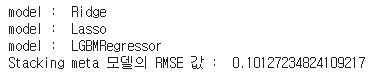 model :  Ridge
model :  Lasso
model :  LGBMRegressor
Stacking meta 모델의 RMSE 값 :  0.10127234824109217